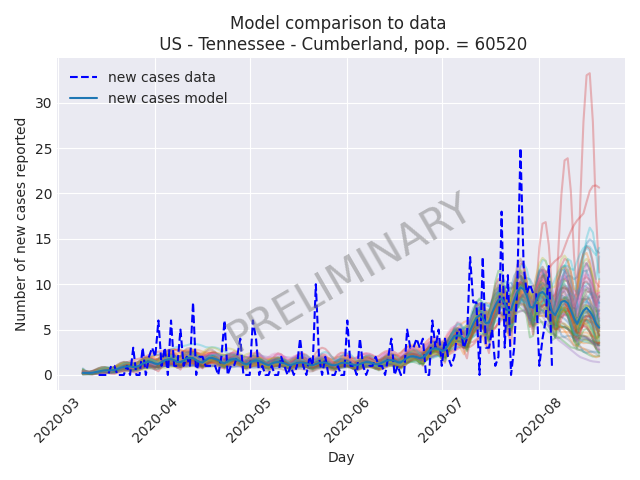 Model comparison to data
US - Tennessee - Cumberland, pop. = 60520
new cases data
new cases model
PRELIMINARY
Number of new cases reported
35
30
25
20
15
10
5
0
2020-03
2020-04
2020-05
2020-06
2020-07
2020-08
Day